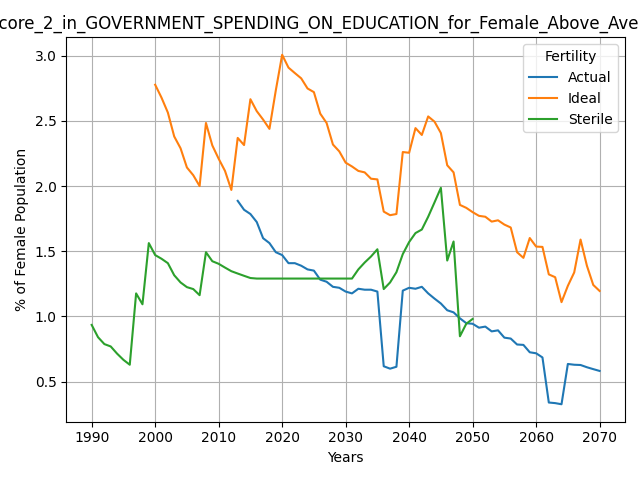 core_2_in_GOVERNMENT_SPENDING_ON_EDUCATION_for_Female_Above_Ave
Fertility
Actual
Ideal
Sterile
% of Female Population
3.0
2.5
2.0
1.5
1.0
0.5
1990 2000 2010 2020 2030 2040 2050 2060 2070
Years